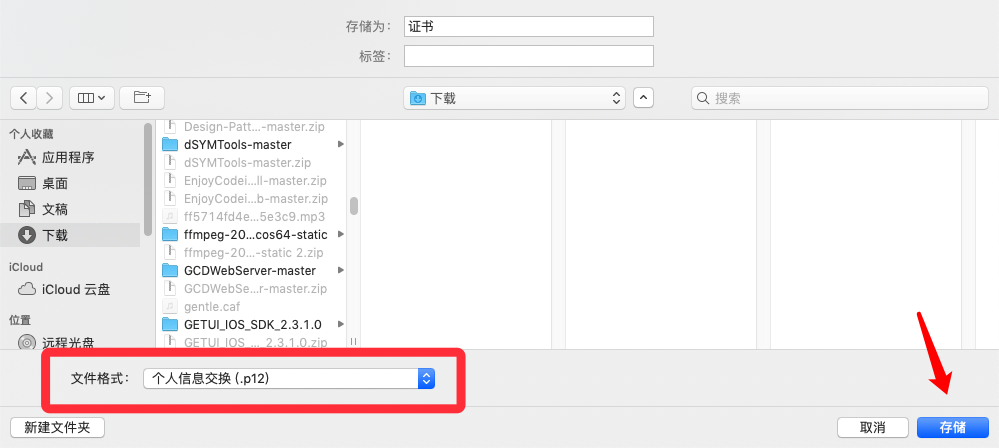 存储为： 证书
标签：
下载
搜索
个人收藏
应用程序
桌面
文稿
下载
iCloud
iCloud 云盘
位置
远程光盘
Design-Patt...-master.zip
dSYMTools-master
dSYMTools-master.zip
EnjoyCodei...ll-master.zip
EnjoyCodei...b-master.zip
ff5714fd4e...5e3c9.mp3
ffmpeg-20...cos64-static
ffmpeg-20...-static 2.zip
GCDWebServer-master
GCDWebSe...r-master.zip
gentle.caf
GETUI_IOS_SDK_2.3.1.0
GETUI_IOS_..._2.3.1.0.zip
文件格式： 个人信息交换 (.p12)
新建文件夹 取消 存储